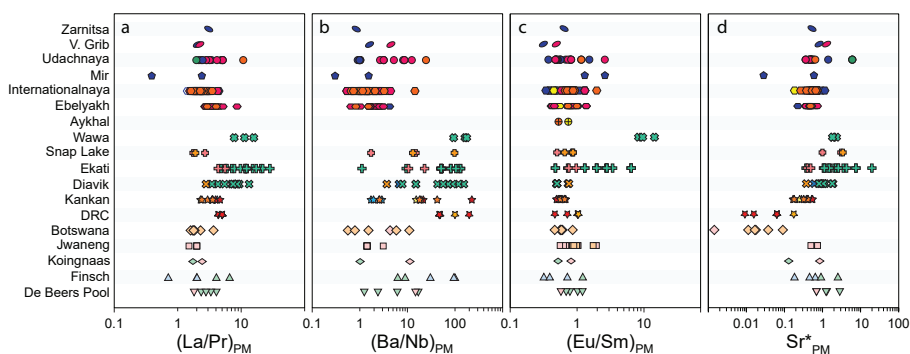 a
b
c
d
Zarnitsa
V. Grib
Udachnaya
Mir
Internationalnaya
Ebelyakh
Aykhal
Wawa
Snap Lake
Ekati
Diavik
Kankan
DRC
Botswana
Jwaneng
Koingnaas
Finsch
De Beers Pool
0.1 1 10 0.1 1 10 100 0.1 1 10 0.01 0.1 1 10
(La/Pr)PM (Ba/Nb)PM (Eu/Sm)PM Sr*PM